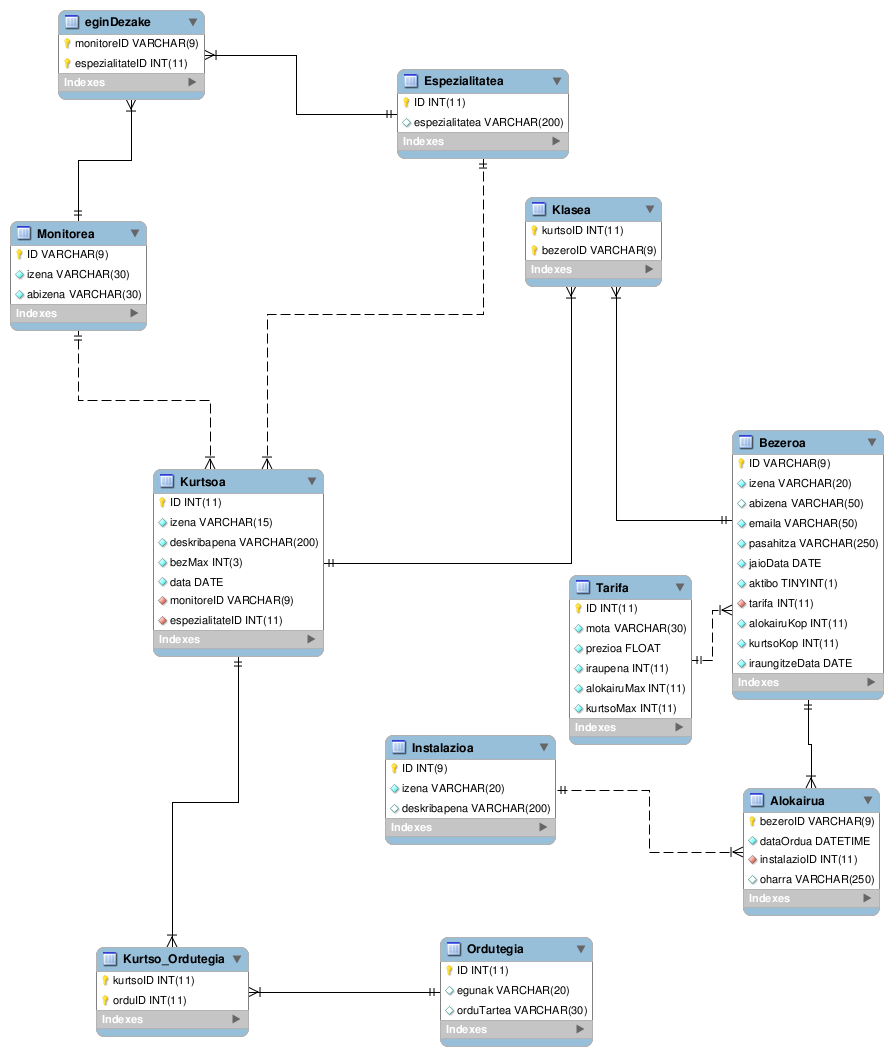 eginDezake
monitoreID VARCHAR(9)
espezialitateID INT(11)
Indexes
Espezialitatea
ID INT(11)
espezialitatea VARCHAR(200)
Indexes
Klasea
kurtsoID INT(11)
bezeroID VARCHAR(9)
Indexes
Monitorea
ID VARCHAR(9)
izena VARCHAR(30)
abizena VARCHAR(30)
Indexes
Bezeroa
ID VARCHAR(9)
izena VARCHAR(20)
abizena VARCHAR(50)
emaila VARCHAR(50)
pasahitza VARCHAR(250)
jaioData DATE
aktibo TINYINT(1)
tarifa INT(11)
alokairuKop INT(11)
kurtsoKop INT(11)
iraungitzeData DATE
Indexes
Kurtsoa
ID INT(11)
izena VARCHAR(15)
deskribapena VARCHAR(200)
bezMax INT(3)
data DATE
monitoreID VARCHAR(9)
espezialitateID INT(11)
Indexes
Tarifa
ID INT(11)
mota VARCHAR(30)
prezioa FLOAT
iraupena INT(11)
alokairuMax INT(11)
kurtsoMax INT(11)
Indexes
Instalazioa
ID INT(9)
izena VARCHAR(20)
deskribapena VARCHAR(200)
Indexes
Alokairua
bezeroID VARCHAR(9)
dataOrdua DATETIME
instalazioID INT(11)
oharra VARCHAR(250)
Indexes
Kurtso_Ordutegia
kurtsoID INT(11)
orduID INT(11)
Indexes
Ordutegia
ID INT(11)
egunak VARCHAR(20)
orduTartea VARCHAR(30)
Indexes